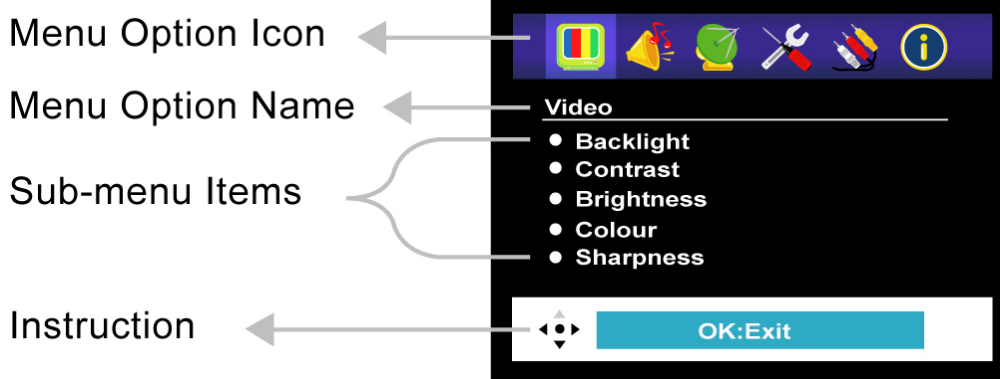 Menu Option Icon
Menu Option Name
Video
Backlight
Contrast
Sub-menu Items
Brightness
Colour
Sharpness
Instruction
OK:Exit